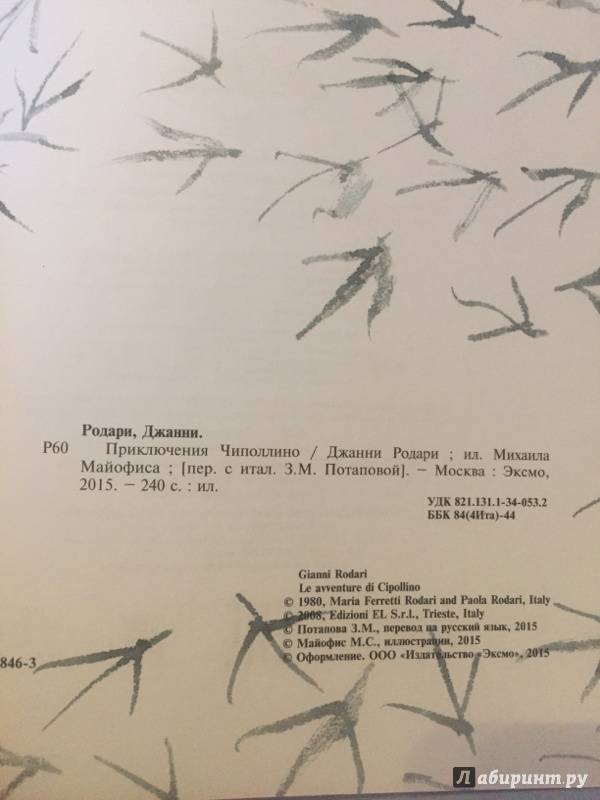 Родари, Джанни.
Р60 Приключения Чиполлино / Джанни Родари ; ил. Михаила
Майофиса ; [пер. с итал. З.М. Потаповой]. – Москва : Эксмо,
2015. – 240 с. : ил.
УДК 821.131.1-34-053.2
ББК 84(4Ита)-44
Gianni Rodari
Le avventure di Cipollino
© 1980, Maria Ferretti Rodari and Paola Rodari, Italy
© 2008, Edizioni EL S.r.l., Trieste, Italy
© Потапова З.М., перевод на русский язык, 2015
© Майофис М.С., иллюстрации, 2015
846-3 © Оформление. ООО «Издательство «Эксмо», 2015
лабиринт.ру